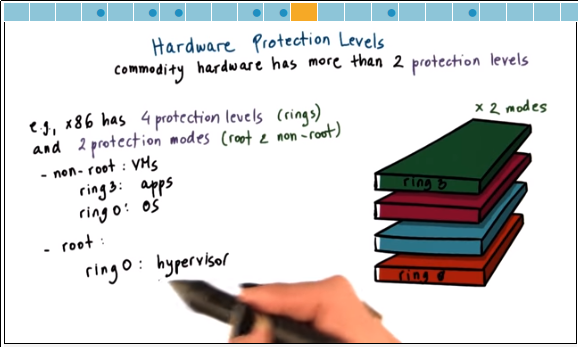 Hardware Protection Levels
commodity hardware has more than 2 protection levels
e.g., x86 has 4 protection levels (rings)
and 2 protection modes (root & non-root)
- non-root : VMs
ring 3: apps
ring 0: OS
- root :
ring 0: hypervisor
x 2 modes
ring 3
ring 0